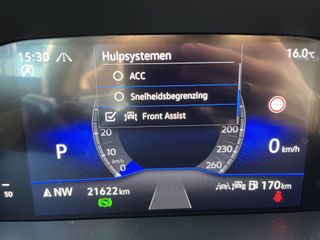 15:30
Hulpsystemen
16.0°C
ACC
Snelheidsbegrenzing
Front Assist
20
200
10
230
P
km/h
0
260
0 km/h
50
NW
21622 km
170 km